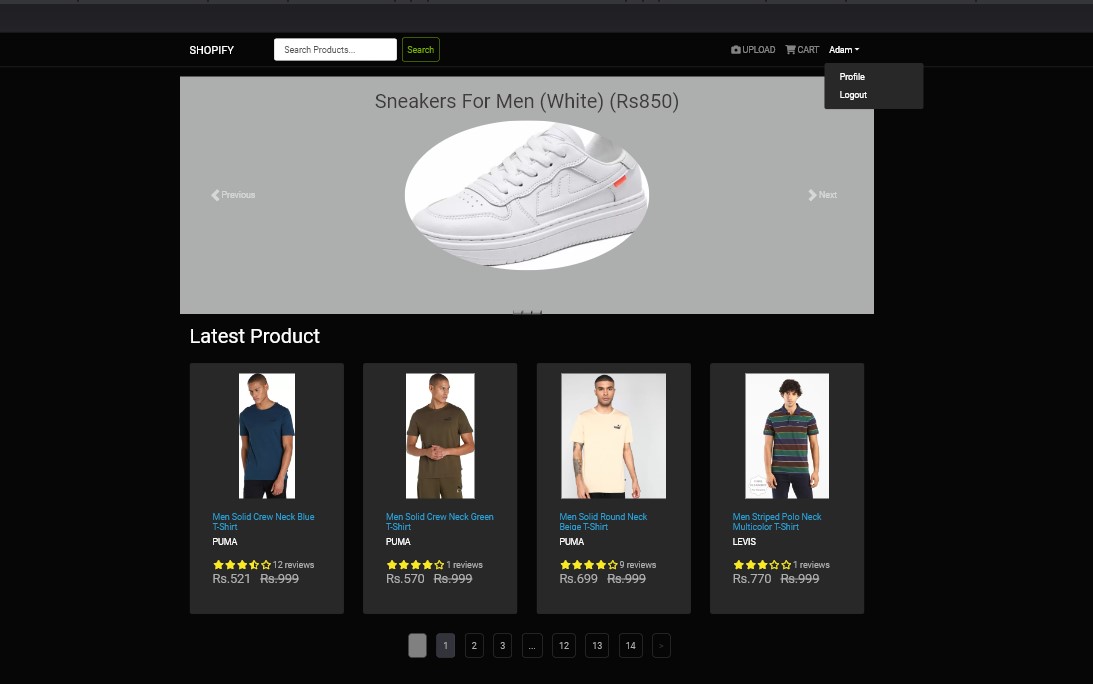 SHOPIFY
Search Products...
Search
UPLOAD
CART
Adam
Profile
Logout
Sneakers For Men (White) (Rs850)
Previous
Next
Latest Product
Men Solid Crew Neck Blue
T-Shirt
PUMA
12 reviews
Rs.521 Rs.999
Men Solid Crew Neck Green
T-Shirt
PUMA
1 reviews
Rs.570 Rs.999
Men Solid Round Neck
Beige T-Shirt
PUMA
9 reviews
Rs.699 Rs.999
Men Striped Polo Neck
Multicolor T-Shirt
LEVIS
1 reviews
Rs.770 Rs.999
1 2 3 ... 12 13 14 >